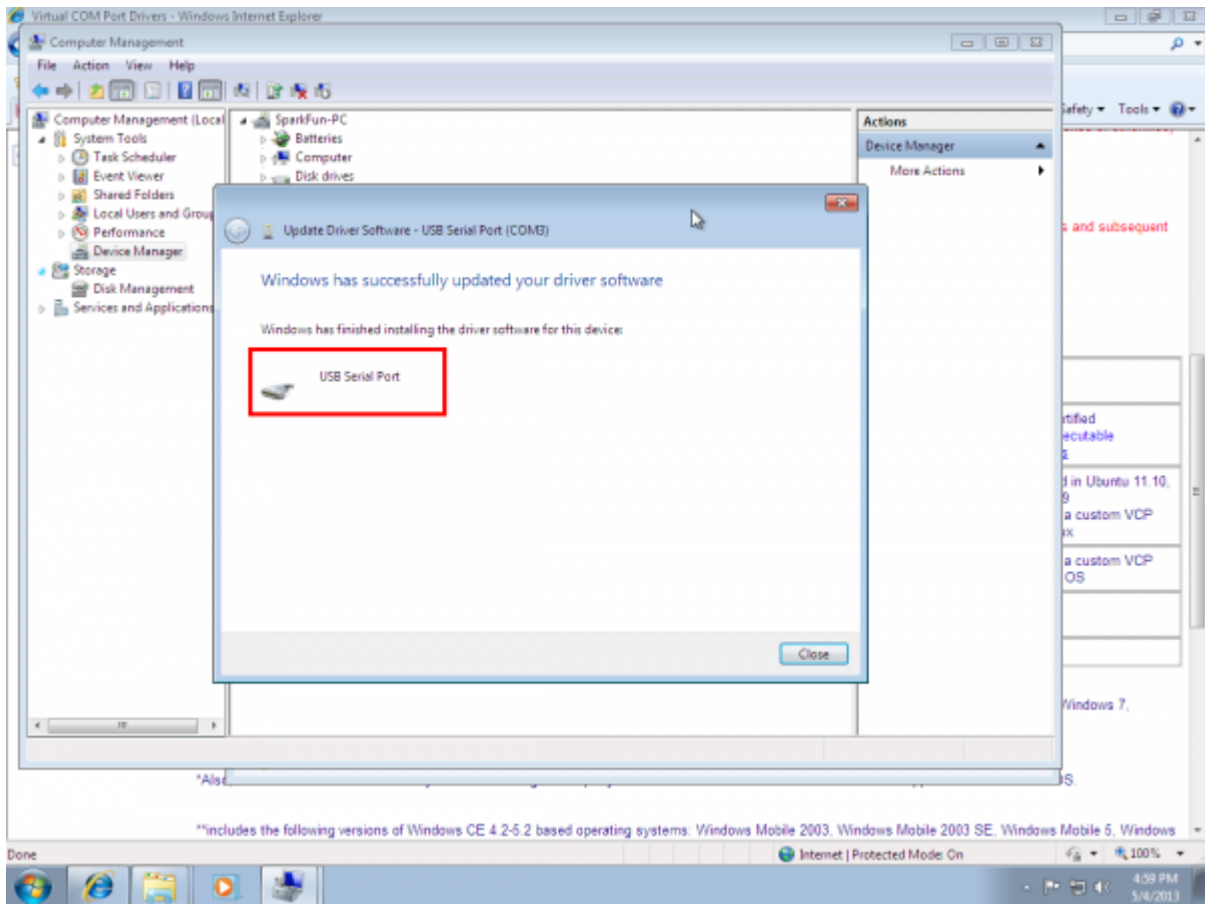 Virtual COM Port Drivers - Windows Internet Explorer
Computer Management
File Action View Help
Safety Tools
Computer Management (Local
System Tools
Task Scheduler
Event Viewer
Shared Folders
Local Users and Group
Performance
Device Manager
Storage
Disk Management
Services and Applications
SparkFun-PC
Batteries
Computer
Disk drives
Actions
Device Manager
More Actions
Update Driver Software - USB Serial Port (COM3)
Windows has successfully updated your driver software
Windows has finished installing the driver software for this device:
USB Serial Port
Close
s and subsequent
rtified
ecutable
d in Ubuntu 11.10,
9
a custom VCP
ux
a custom VCP
OS
Windows 7,
*Also
OS.
**includes the following versions of Windows CE 4.2-5.2 based operating systems: Windows Mobile 2003, Windows Mobile 2003 SE, Windows Mobile 5, Windows
Done
Internet | Protected Mode: On
100%
4:59 PM
5/4/2013